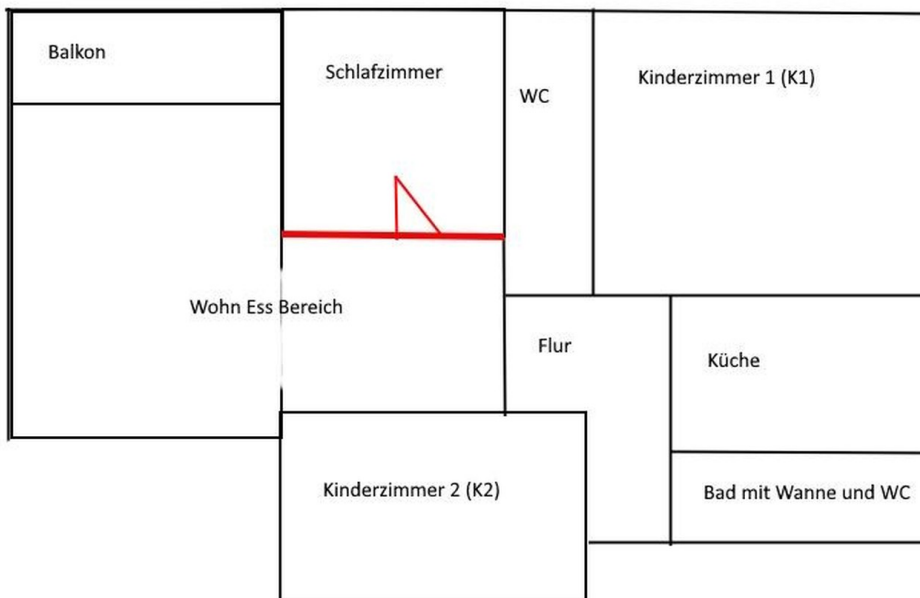 Balkon
Schlafzimmer
WC
Kinderzimmer 1 (K1)
Wohn Ess Bereich
Flur
Küche
Kinderzimmer 2 (K2)
Bad mit Wanne und WC